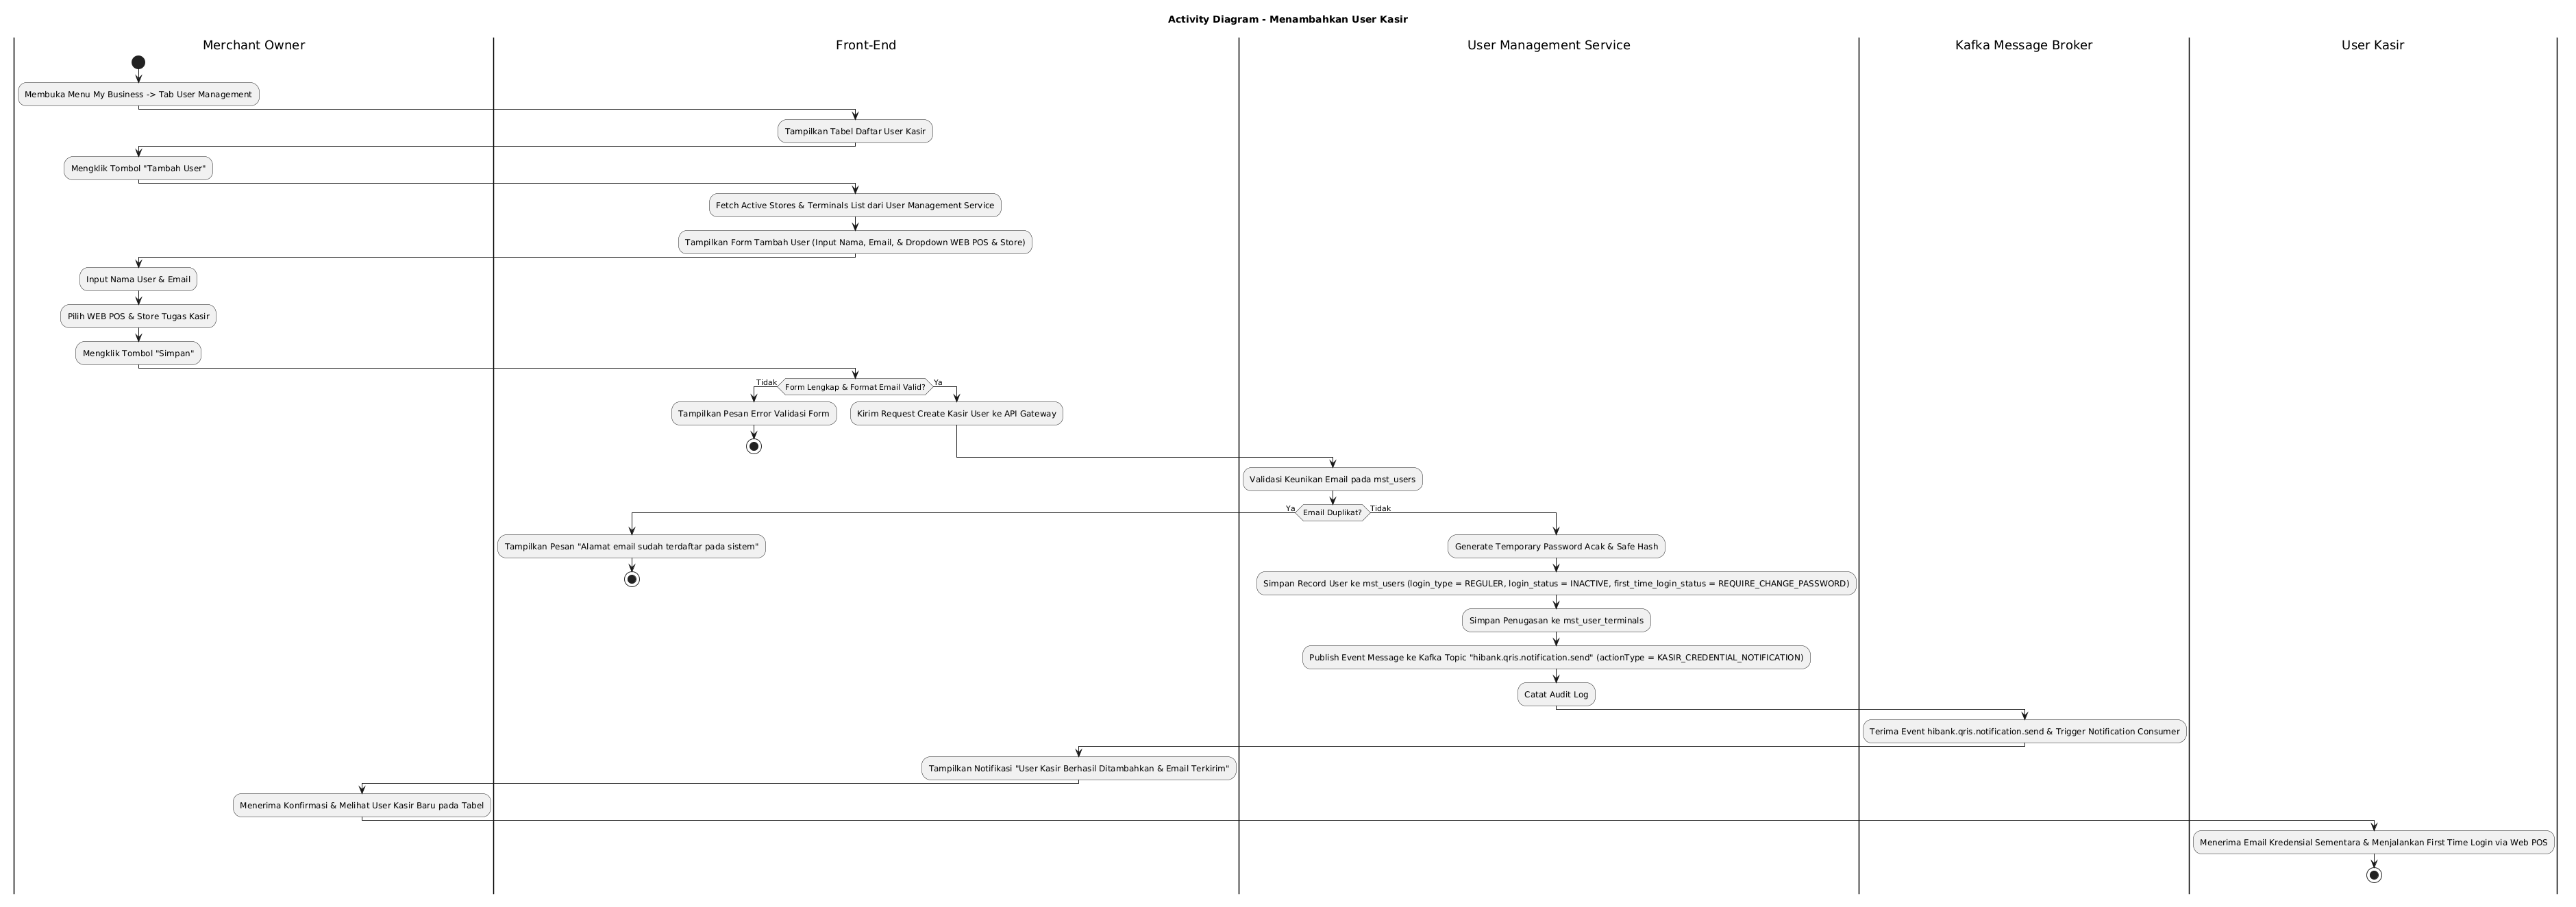 Activity Diagram - Menambahkan User Kasir
Merchant Owner
Front-End
User Management Service
Kafka Message Broker
User Kasir
Membuka Menu My Business -> Tab User Management
Tampilkan Tabel Daftar User Kasir
Mengklik Tombol "Tambah User"
Fetch Active Stores & Terminals List dari User Management Service
Tampilkan Form Tambah User (Input Nama, Email, & Dropdown WEB POS & Store)
Input Nama User & Email
Pilih WEB POS & Store Tugas Kasir
Mengklik Tombol "Simpan"
Tidak
Form Lengkap & Format Email Valid?
Ya
Tampilkan Pesan Error Validasi Form
Kirim Request Create Kasir User ke API Gateway
Validasi Keunikan Email pada mst_users
Ya
Email Duplikat?
Tidak
Tampilkan Pesan "Alamat email sudah terdaftar pada sistem"
Generate Temporary Password Acak & Safe Hash
Simpan Record User ke mst_users (login_type = REGULER, login_status = INACTIVE, first_time_login_status = REQUIRE_CHANGE_PASSWORD)
Simpan Penugasan ke mst_user_terminals
Publish Event Message ke Kafka Topic "hibank.qris.notification.send" (actionType = KASIR_CREDENTIAL_NOTIFICATION)
Catat Audit Log
Terima Event hibank.qris.notification.send & Trigger Notification Consumer
Tampilkan Notifikasi "User Kasir Berhasil Ditambahkan & Email Terkirim"
Menerima Konfirmasi & Melihat User Kasir Baru pada Tabel
Menerima Email Kredensial Sementara & Menjalankan First Time Login via Web POS